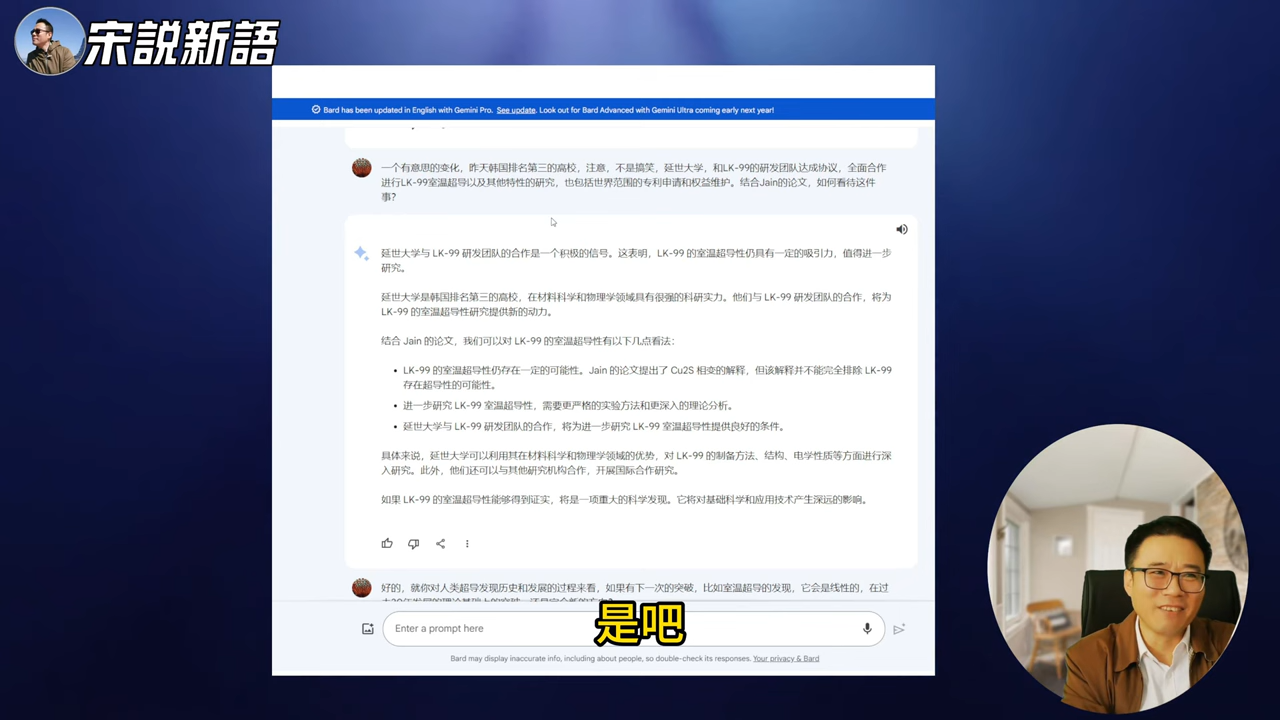 宋説新語
Bard has been updated in English with Gemini Pro. See update. Look out for Bard Advanced with Gemini Ultra coming early next year!
一个有意思的变化，昨天韩国排名第三的高校，注意，不是搞笑，延世大学，和LK-99的研发团队达成协议，全面合作
进行LK-99室温超导以及其他特性的研究，也包括世界范围的专利申请和权益维护。结合Jain的论文，如何看待这件
事?
延世大学与 LK-99 研发团队的合作是一个积极的信号。这表明，LK-99 的室温超导性仍具有一定的吸引力，值得进一步
研究。
延世大学是韩国排名第三的高校，在材料科学和物理学领域具有很强的科研实力。他们与 LK-99 研发团队的合作，将为
LK-99 的室温超导性研究提供新的动力。
结合 Jain 的论文，我们可以对 LK-99 的室温超导性有以下几点看法：
• LK-99 的室温超导性仍存在一定的可能性。Jain 的论文提出了 Cu2S 相变的解释，但该解释并不能完全排除 LK-99
存在超导性的可能性。
• 进一步研究 LK-99 室温超导性，需要更严格的实验方法和更深入的理论分析。
• 延世大学与 LK-99 研发团队的合作，将为进一步研究 LK-99 室温超导性提供良好的条件。
具体来说，延世大学可以利用其在材料科学和物理学领域的优势，对 LK-99 的制备方法、结构、电学性质等方面进行深
入研究。此外，他们还可以与其他研究机构合作，开展国际合作研究。
如果 LK-99 的室温超导性能够得到证实，将是一项重大的科学发现。它将对基础科学和应用技术产生深远的影响。
好的，就你对人类超导发现历史和发展的过程来看，如果有下一次的突破，比如室温超导的发现，它会是线性的，在过
是吧
Enter a prompt here
Bard may display inaccurate info, including about people, so double-check its responses. Your privacy & Bard